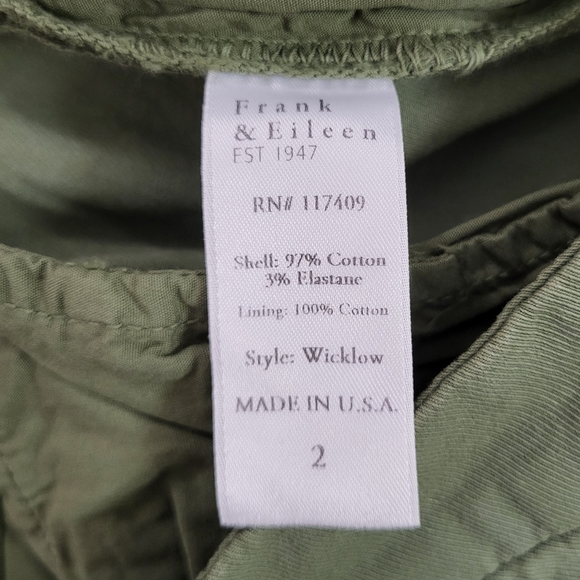 Frank
& Eileen
EST 1947
RN# 117409
Shell: 97% Cotton
3% Elastane
Lining: 100% Cotton
Style: Wicklow
MADE IN U.S.A.
2